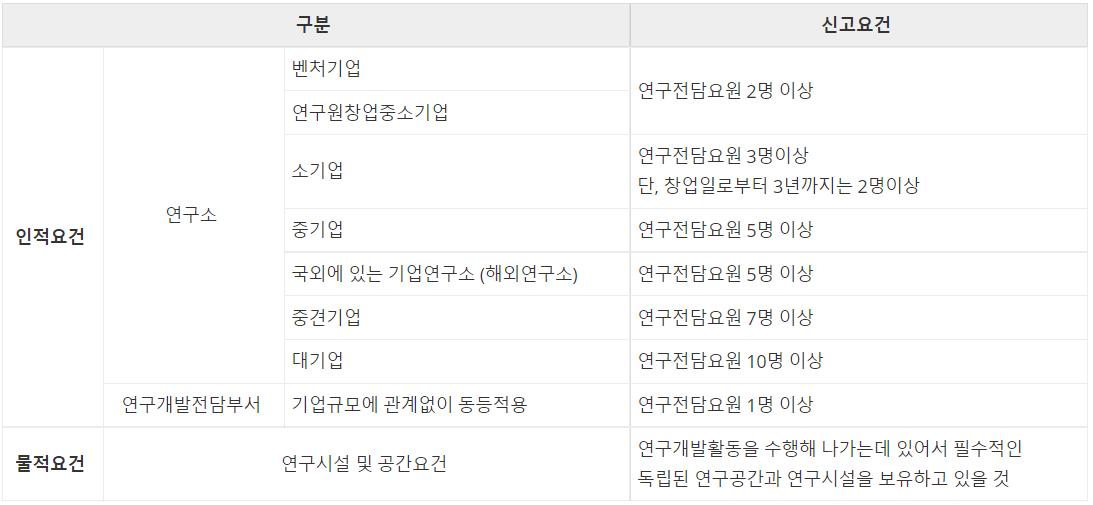 구분
신고요건
인적요건
연구소
벤처기업
연구전담요원 2명 이상
연구원창업중소기업
소기업
연구전담요원 3명이상
단, 창업일로부터 3년까지는 2명이상
중기업
연구전담요원 5명 이상
국외에 있는 기업연구소 (해외연구소)
연구전담요원 5명 이상
중견기업
연구전담요원 7명 이상
대기업
연구전담요원 10명 이상
연구개발전담부서
기업규모에 관계없이 동등적용
연구전담요원 1명 이상
물적요건
연구시설 및 공간요건
연구개발활동을 수행해 나가는데 있어서 필수적인
독립된 연구공간과 연구시설을 보유하고 있을 것